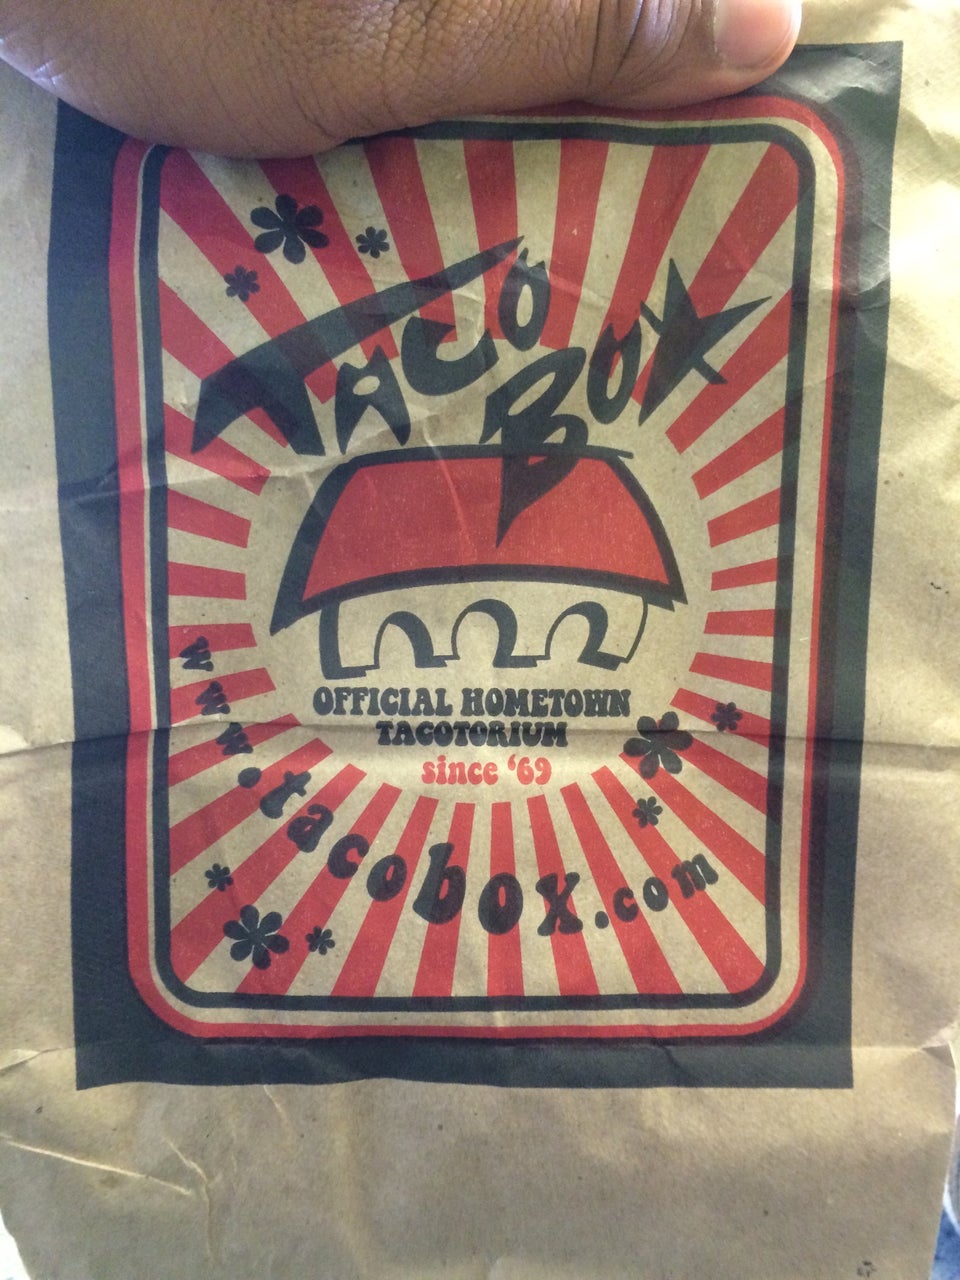 TACO
BOX
OFFICIAL HOMETOWN
TACOTORIUM
since '69
www.tacobox.com